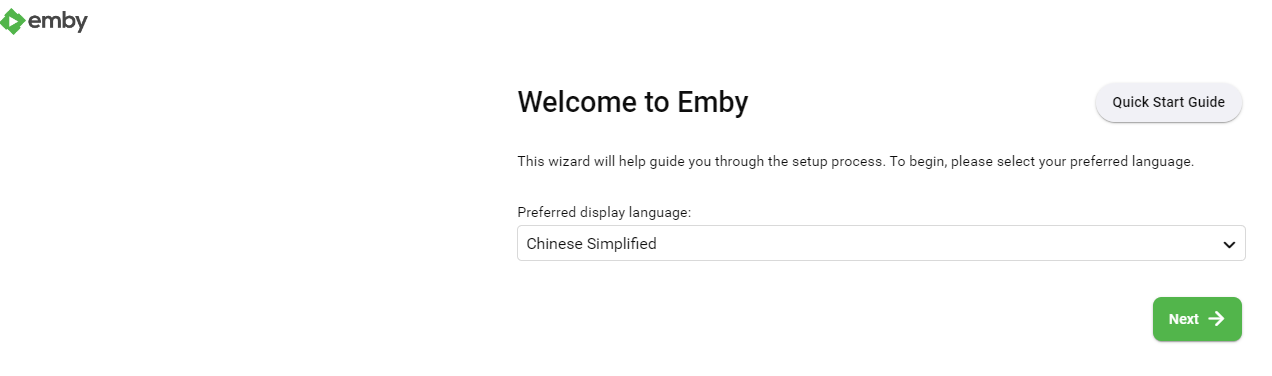 emby
Welcome to Emby
Quick Start Guide
This wizard will help guide you through the setup process. To begin, please select your preferred language.
Preferred display language:
Chinese Simplified
Next